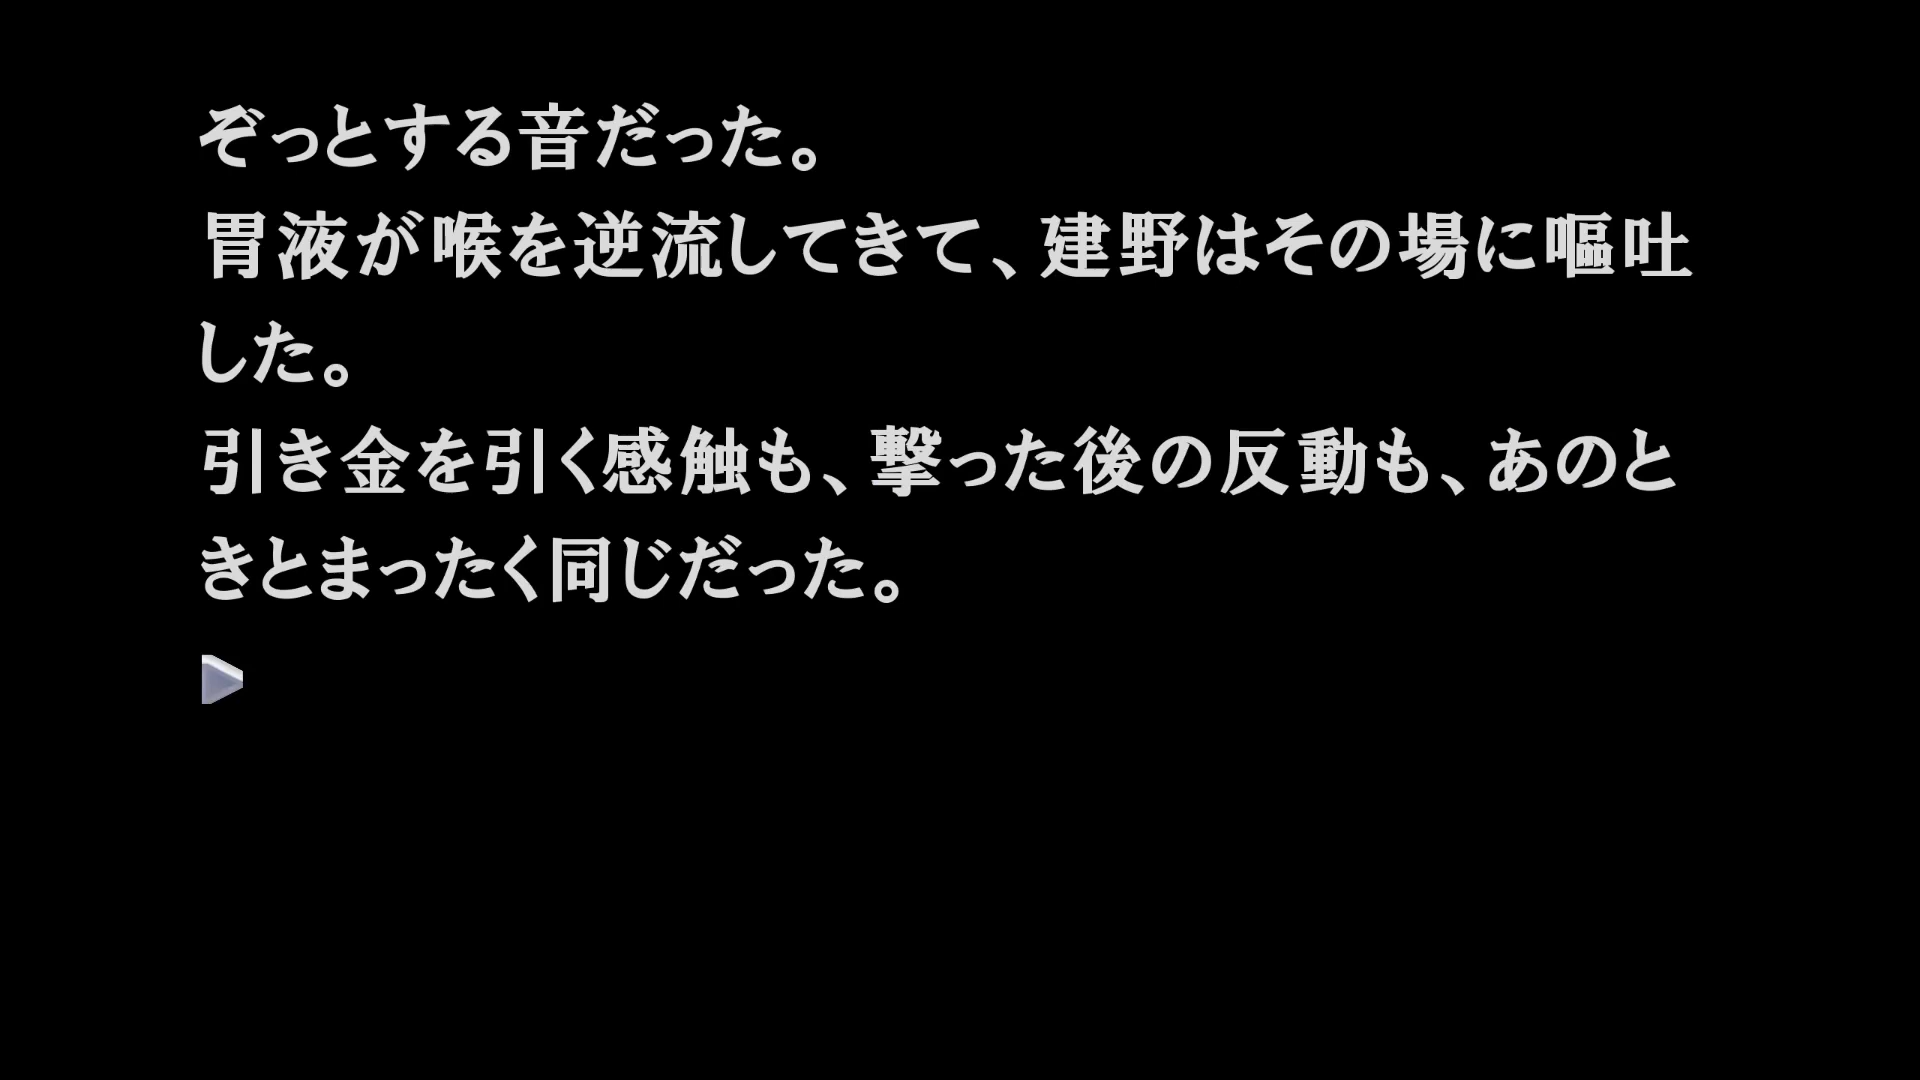 ぞっとする音だった。
胃液が喉を逆流してきて、建野はその場に嘔吐
した。
引き金を引く感触も、撃った後の反動も、あのと
きとまったく同じだった。